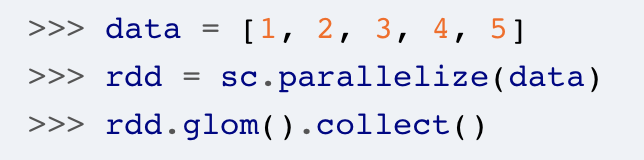 >>> data = [1, 2, 3, 4, 5]
>>> rdd = sc.parallelize(data)
>>> rdd.glom().collect()